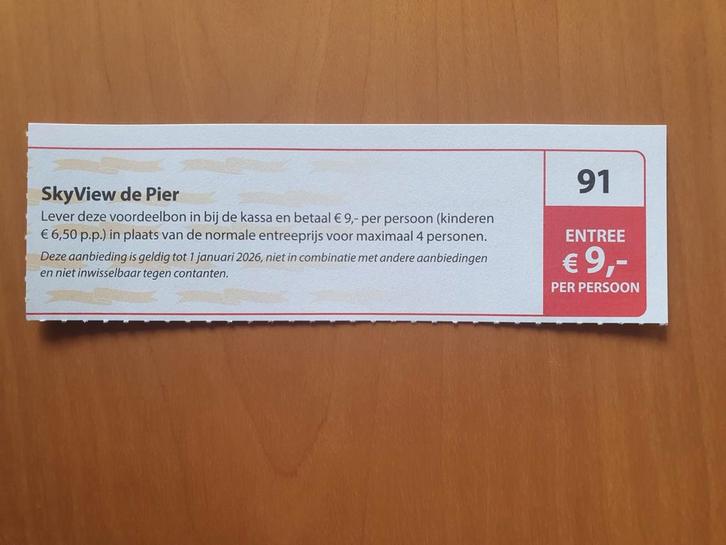 SkyView de Pier
Lever deze voordeelbon in bij de kassa en betaal € 9,- per persoon (kinderen
€ 6,50 p.p.) in plaats van de normale entreeprijs voor maximaal 4 personen.
Deze aanbieding is geldig tot 1 januari 2026, niet in combinatie met andere aanbiedingen
en niet inwisselbaar tegen contanten.
91
ENTREE
€ 9,-
PER PERSOON